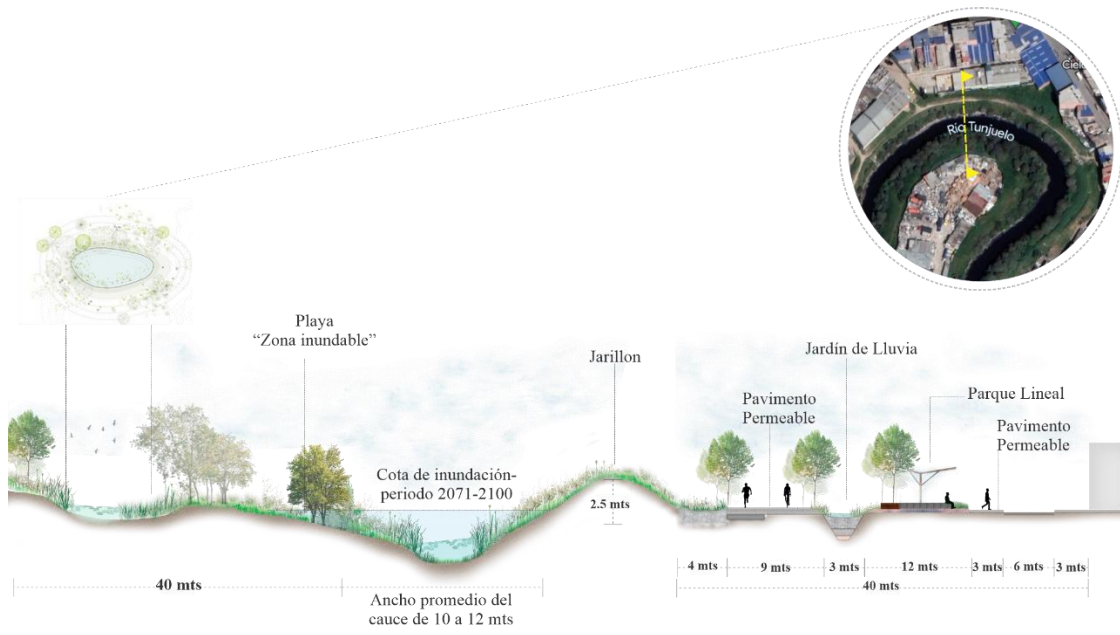 Ciel
Rio Tunjuelo
Playa
“Zona inundable”
Jarillon
Jardín de Lluvia
Parque Lineal
Pavimento
Permeable
Pavimento
Permeable
Cota de inundación-
periodo 2071-2100
2.5 mts
4 mts
9 mts
3 mts
12 mts
3 mts
6 mts
3 mts
40 mts
40 mts
Ancho promedio del
cauce de 10 a 12 mts